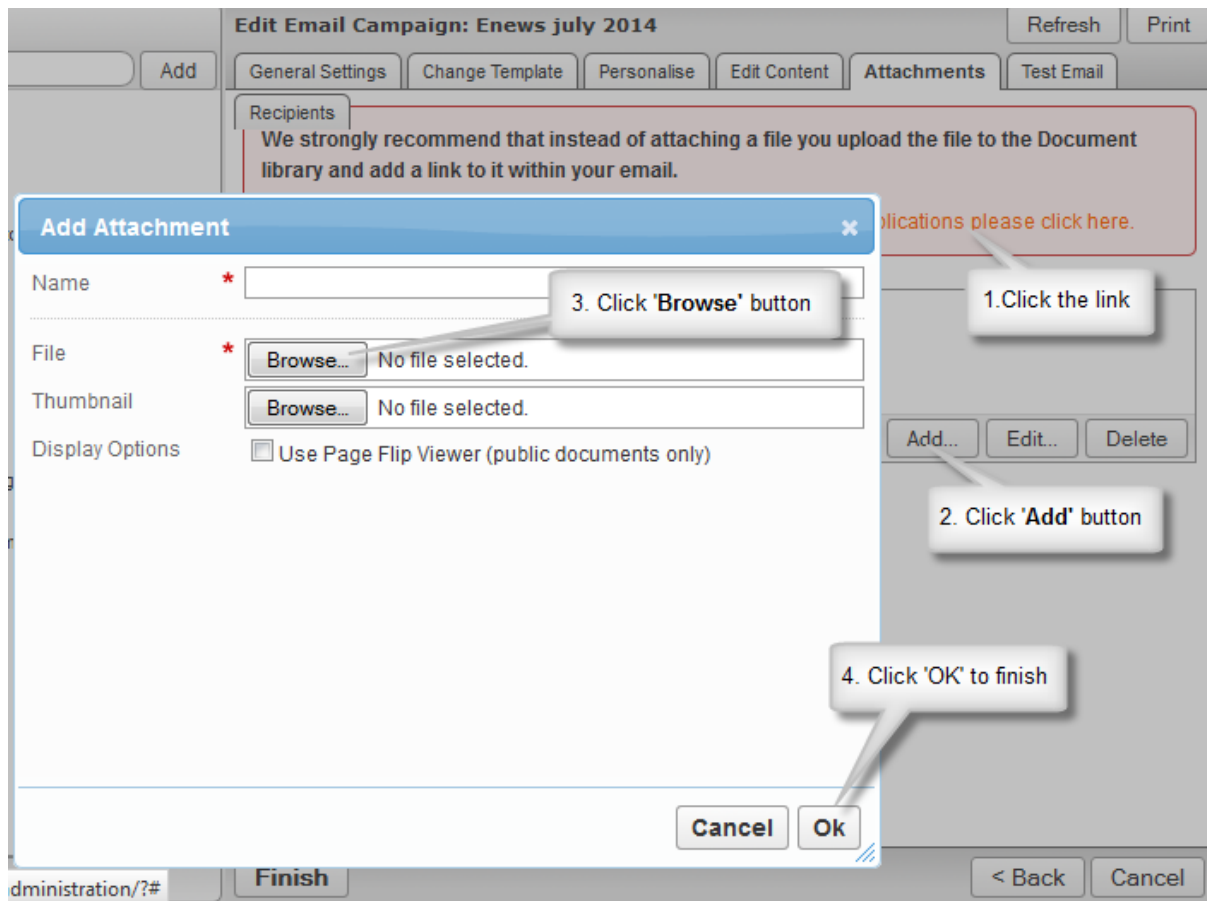 Edit Email Campaign: Enews july 2014
Refresh
Print
Add
General Settings
Change Template
Personalise
Edit Content
Attachments
Test Email
Recipients
We strongly recommend that instead of attaching a file you upload the file to the Document
library and add a link to it within your email.
please click here.
Add Attachment
Name *
1.Click the link
3. Click 'Browse' button
File *
Browse... No file selected.
Thumbnail
Browse... No file selected.
Display Options
Use Page Flip Viewer (public documents only)
Add...
Edit...
Delete
2. Click 'Add' button
4. Click 'OK' to finish
Cancel
Ok
dministration/?#
Finish
< Back
Cancel